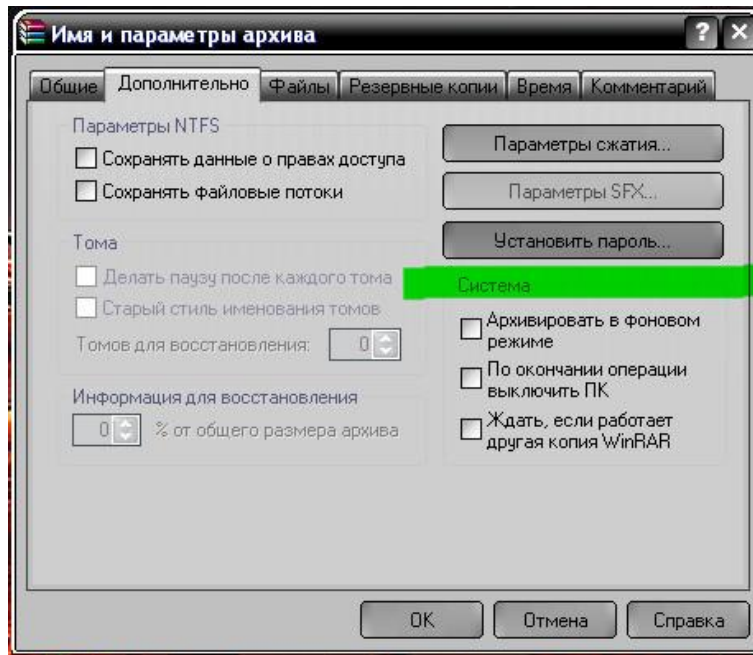 Имя и параметры архива
Общие
Дополнительно
Файлы
Резервные копии
Время
Комментарий
Параметры NTFS
Сохранять данные о правах доступа
Сохранять файловые потоки
Параметры сжатия...
Параметры SFX...
Установить пароль...
Тома
Делать паузу после каждого тома
Старый стиль именования томов
Томов для восстановления:
0
Информация для восстановления
0 % от общего размера архива
Система
Архивировать в фоновом
режиме
По окончании операции
выключить ПК
Ждать, если работает
другая копия WinRAR
OK
Отмена
Справка